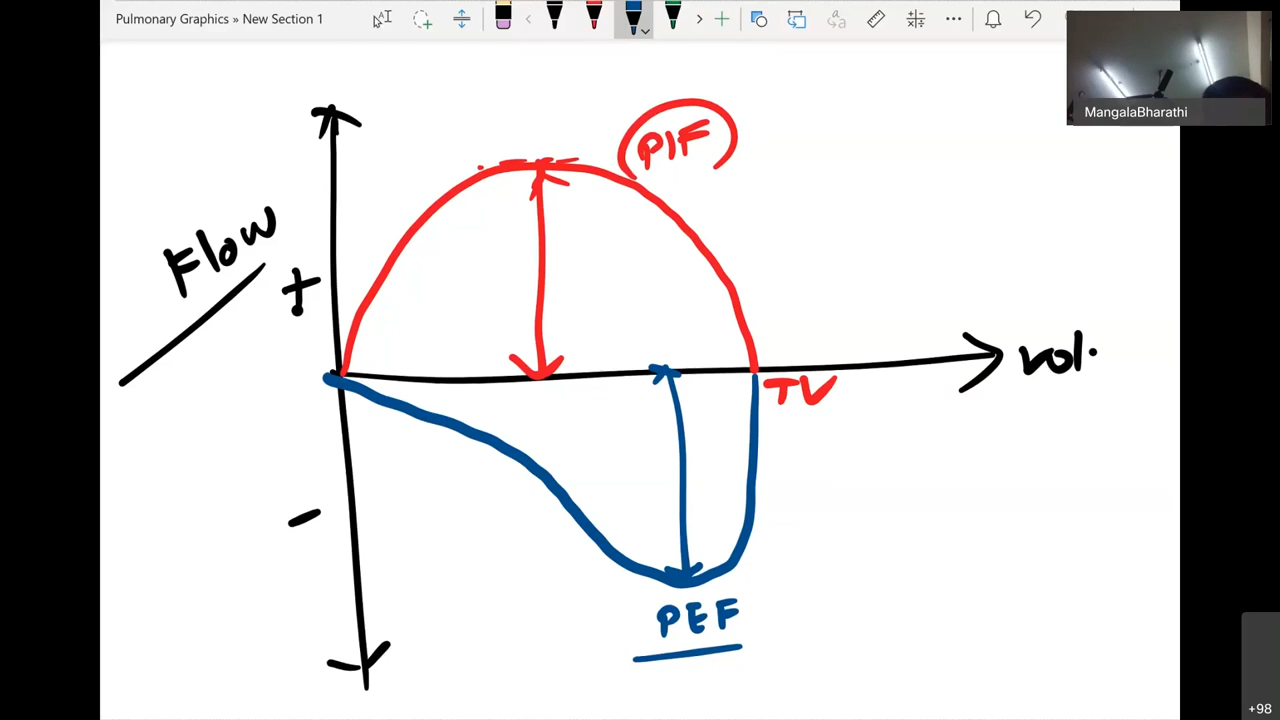 Pulmonary Graphics » New Section 1
MangalaBharathi
PIF
Flow
+
vol.
TV
-
PEF
+98